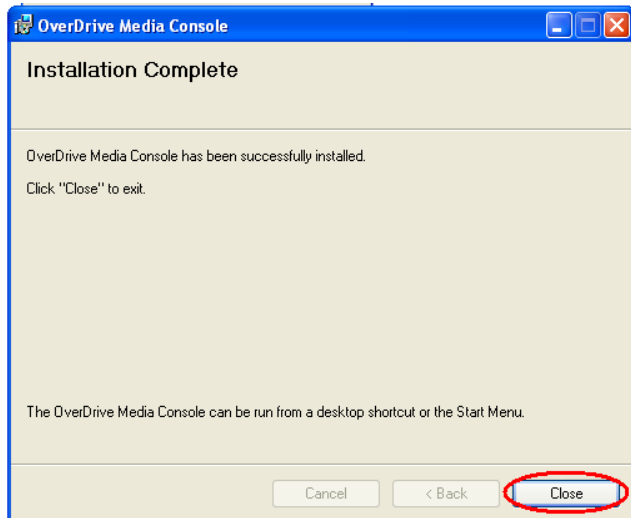 OverDrive Media Console
Installation Complete
OverDrive Media Console has been successfully installed.
Click "Close" to exit.
The OverDrive Media Console can be run from a desktop shortcut or the Start Menu.
Cancel
< Back
Close